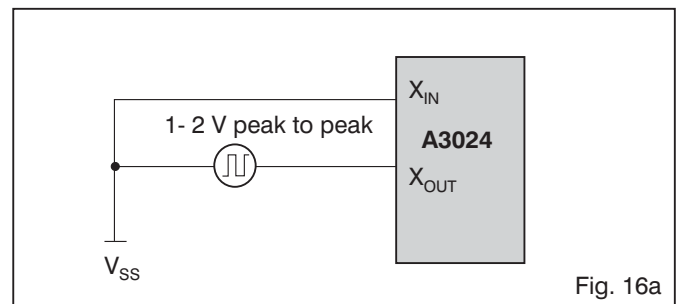 X_IN
1- 2 V peak to peak
A3024
X_OUT
V_SS
Fig. 16a